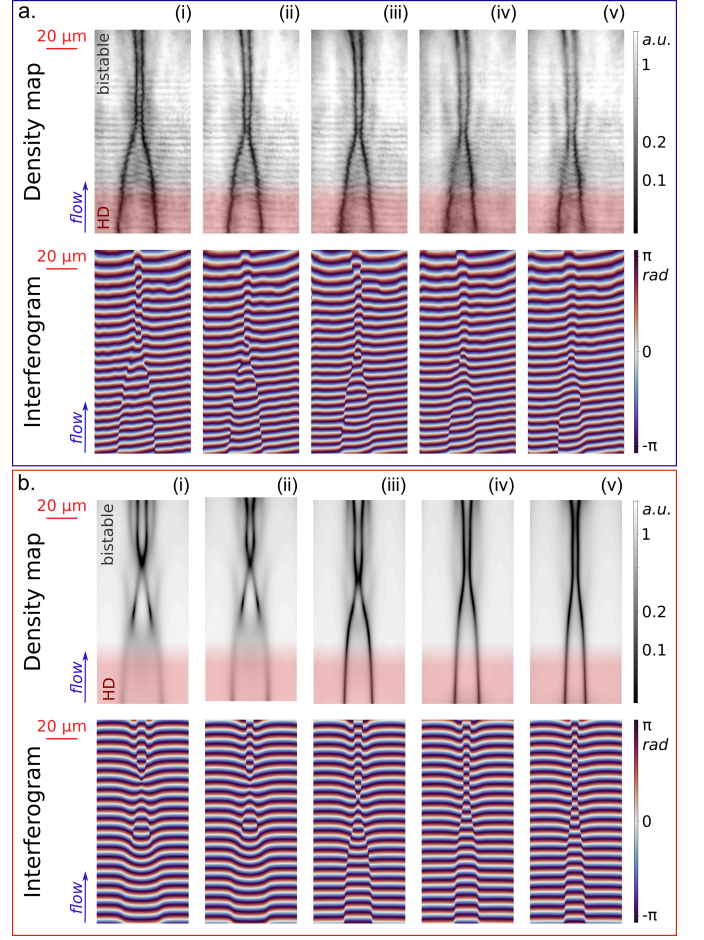 a.
(i) (ii) (iii) (iv) (v)
20 μm
bistable
HD
flow
Density map
a.u.
1
0.2
0.1
20 μm
flow
Interferogram
π
rad
0
-π
b.
(i) (ii) (iii) (iv) (v)
20 μm
bistable
HD
flow
Density map
a.u.
1
0.2
0.1
20 μm
flow
Interferogram
π
rad
0
-π